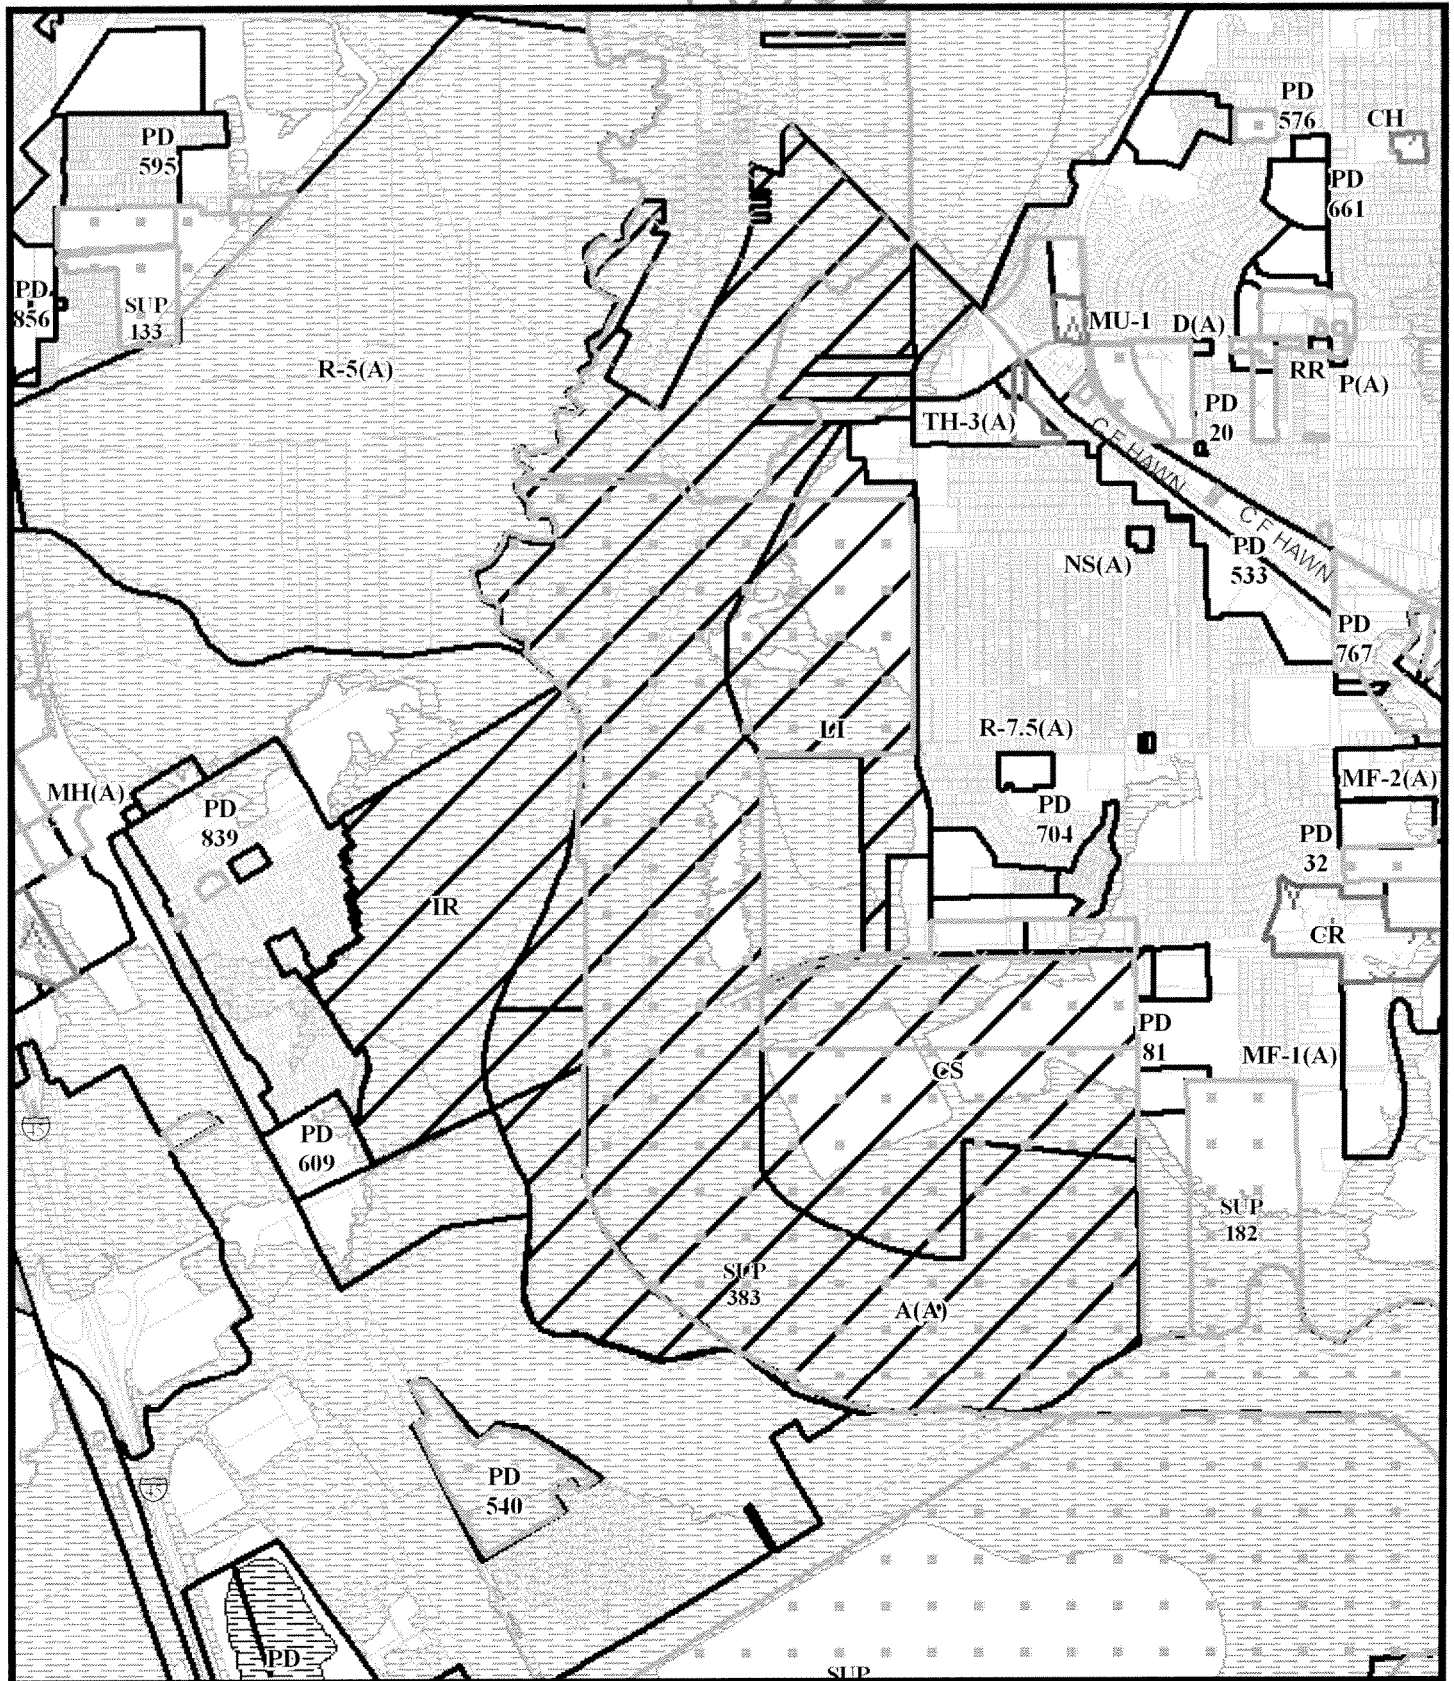 PD
576
CH
PD
595
PD
661
PD
856
SUP
133
MU-1
D(A)
R-5(A)
RR
P(A)
PD
20
TH-3(A)
C F HAWN
C F HAWN
NS(A)
PD
533
PD
767
LI
R-7.5(A)
MH(A)
PD
839
MF-2(A)
PD
704
PD
32
IR
CR
PD
81
MF-1(A)
CS
PD
609
SUP
182
SUP
383
A(A)
PD
540
PD
SUP